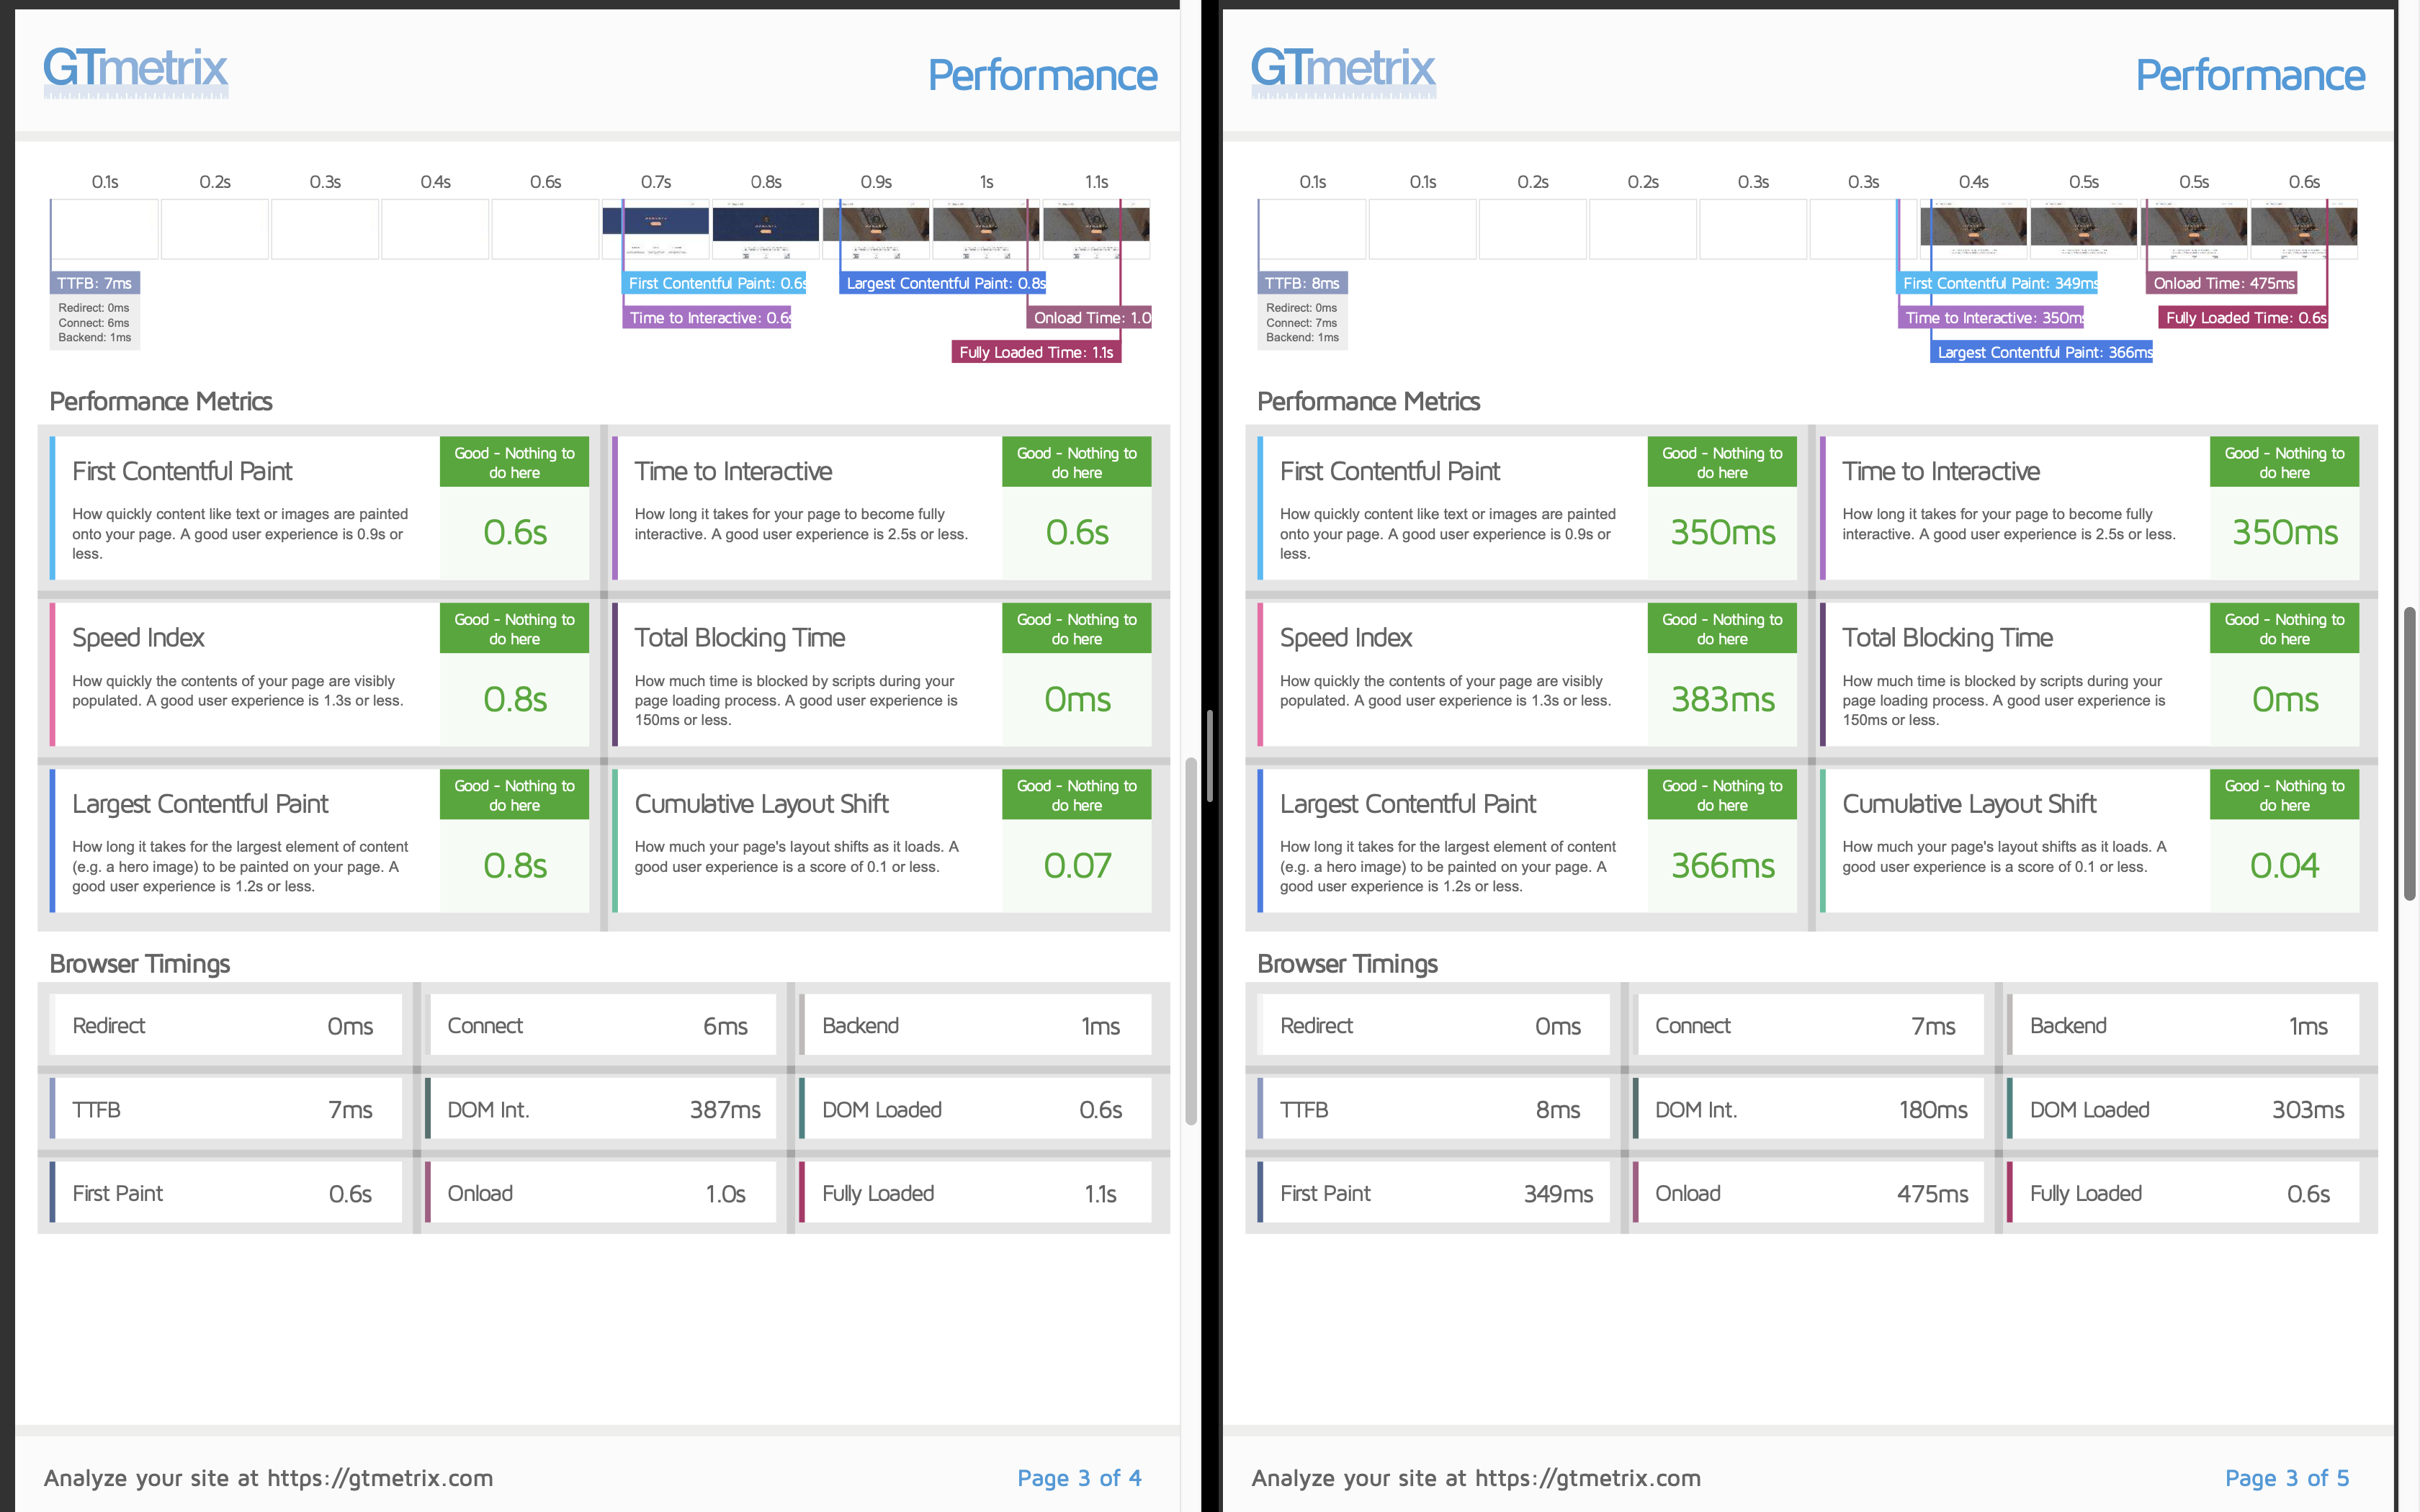 GTmetrix
Performance
0.1s 0.2s 0.3s 0.4s 0.6s 0.7s 0.8s 0.9s 1s 1.1s
TTFB: 7ms
Redirect: 0ms
Connect: 6ms
Backend: 1ms
First Contentful Paint: 0.6s
Largest Contentful Paint: 0.8s
Time to Interactive: 0.6s
Onload Time: 1.0
Fully Loaded Time: 1.1s
Performance Metrics
First Contentful Paint
How quickly content like text or images are painted
onto your page. A good user experience is 0.9s or
less.
Good - Nothing to
do here
0.6s
Time to Interactive
How long it takes for your page to become fully
interactive. A good user experience is 2.5s or less.
Good - Nothing to
do here
0.6s
Speed Index
How quickly the contents of your page are visibly
populated. A good user experience is 1.3s or less.
Good - Nothing to
do here
0.8s
Total Blocking Time
How much time is blocked by scripts during your
page loading process. A good user experience is
150ms or less.
Good - Nothing to
do here
0ms
Largest Contentful Paint
How long it takes for the largest element of content
(e.g. a hero image) to be painted on your page. A
good user experience is 1.2s or less.
Good - Nothing to
do here
0.8s
Cumulative Layout Shift
How much your page's layout shifts as it loads. A
good user experience is a score of 0.1 or less.
Good - Nothing to
do here
0.07
Browser Timings
Redirect 0ms
Connect 6ms
Backend 1ms
TTFB 7ms
DOM Int. 387ms
DOM Loaded 0.6s
First Paint 0.6s
Onload 1.0s
Fully Loaded 1.1s
Analyze your site at https://gtmetrix.com
Page 3 of 4
GTmetrix
Performance
0.1s 0.1s 0.2s 0.2s 0.3s 0.3s 0.4s 0.5s 0.5s 0.6s
TTFB: 8ms
Redirect: 0ms
Connect: 7ms
Backend: 1ms
First Contentful Paint: 349ms
Onload Time: 475ms
Time to Interactive: 350ms
Fully Loaded Time: 0.6s
Largest Contentful Paint: 366ms
Performance Metrics
First Contentful Paint
How quickly content like text or images are painted
onto your page. A good user experience is 0.9s or
less.
Good - Nothing to
do here
350ms
Time to Interactive
How long it takes for your page to become fully
interactive. A good user experience is 2.5s or less.
Good - Nothing to
do here
350ms
Speed Index
How quickly the contents of your page are visibly
populated. A good user experience is 1.3s or less.
Good - Nothing to
do here
383ms
Total Blocking Time
How much time is blocked by scripts during your
page loading process. A good user experience is
150ms or less.
Good - Nothing to
do here
0ms
Largest Contentful Paint
How long it takes for the largest element of content
(e.g. a hero image) to be painted on your page. A
good user experience is 1.2s or less.
Good - Nothing to
do here
366ms
Cumulative Layout Shift
How much your page's layout shifts as it loads. A
good user experience is a score of 0.1 or less.
Good - Nothing to
do here
0.04
Browser Timings
Redirect 0ms
Connect 7ms
Backend 1ms
TTFB 8ms
DOM Int. 180ms
DOM Loaded 303ms
First Paint 349ms
Onload 475ms
Fully Loaded 0.6s
Analyze your site at https://gtmetrix.com
Page 3 of 5